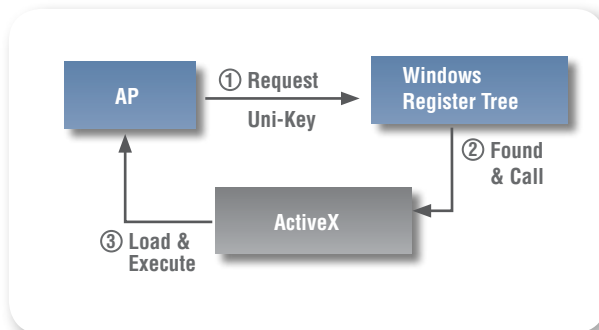 AP
① Request
Uni-Key
Windows
Register Tree
② Found
& Call
ActiveX
③ Load &
Execute